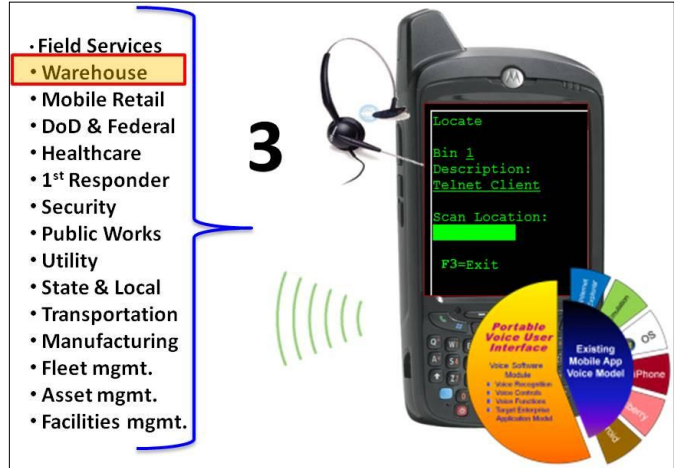 • Field Services
• Warehouse
• Mobile Retail
• DoD & Federal
• Healthcare
• 1st Responder
• Security
• Public Works
• Utility
• State & Local
• Transportation
• Manufacturing
• Fleet mgmt.
• Asset mgmt.
• Facilities mgmt.
3
Locate
Bin 1
Description:
Telnet Client
Scan Location:
F3=Exit
Portable
Voice User
Interface
Voice Software
Module
Voice Recognition
Voice Controls
Voice Functions
Target Enterprise
Application Model
Existing
Mobile App
Voice Model
Internet
Explorer
OS
iPhone